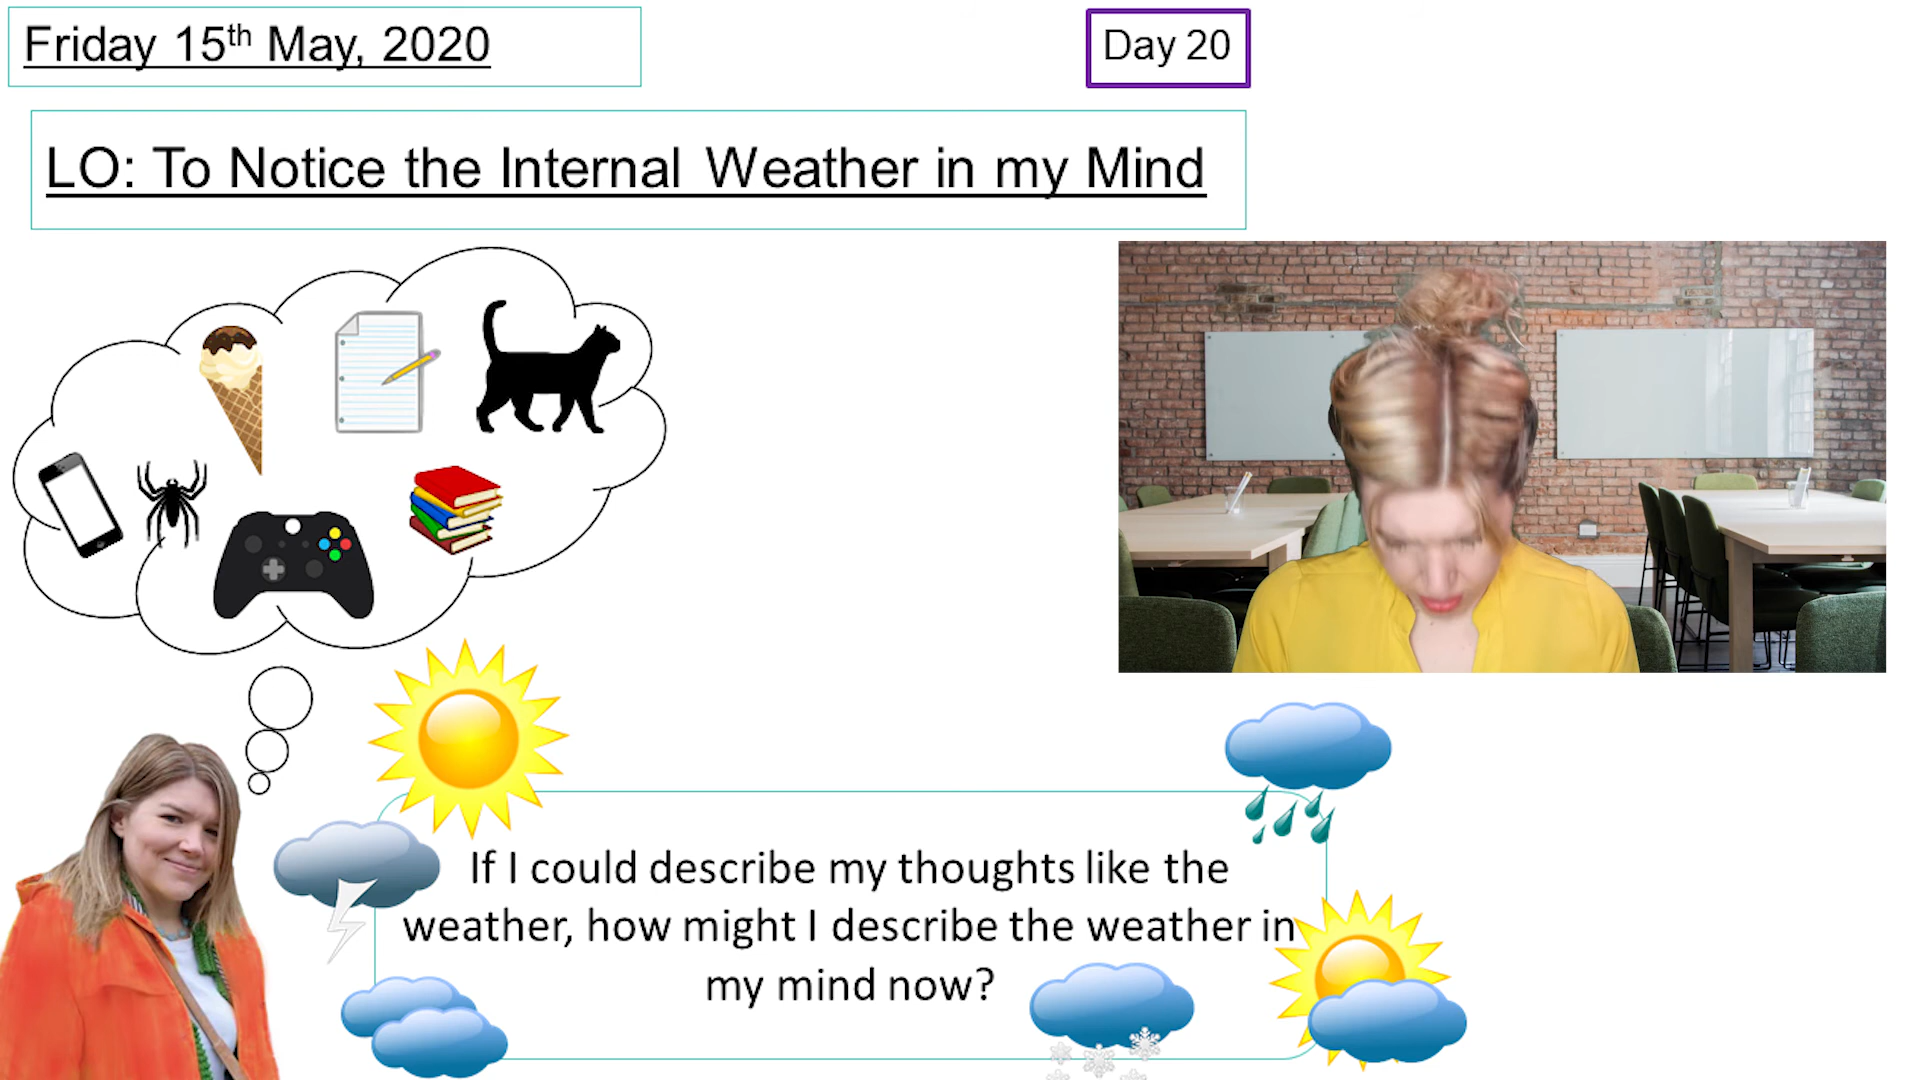 Friday 15th May, 2020
Day 20
LO: To Notice the Internal Weather in my Mind
If I could describe my thoughts like the
weather, how might I describe the weather in
my mind now?